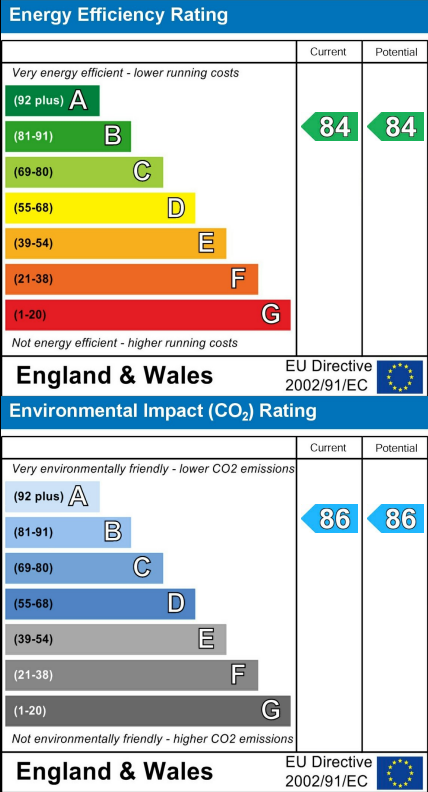 Energy Efficiency Rating
Current Potential
Very energy efficient - lower running costs
(92 plus) A
(81-91) B 84 84
(69-80) C
(55-68) D
(39-54) E
(21-38) F
(1-20) G
Not energy efficient - higher running costs
England & Wales
EU Directive
2002/91/EC
Environmental Impact (CO₂) Rating
Current Potential
Very environmentally friendly - lower CO2 emissions
(92 plus) A
(81-91) B 86 86
(69-80) C
(55-68) D
(39-54) E
(21-38) F
(1-20) G
Not environmentally friendly - higher CO2 emissions
England & Wales
EU Directive
2002/91/EC